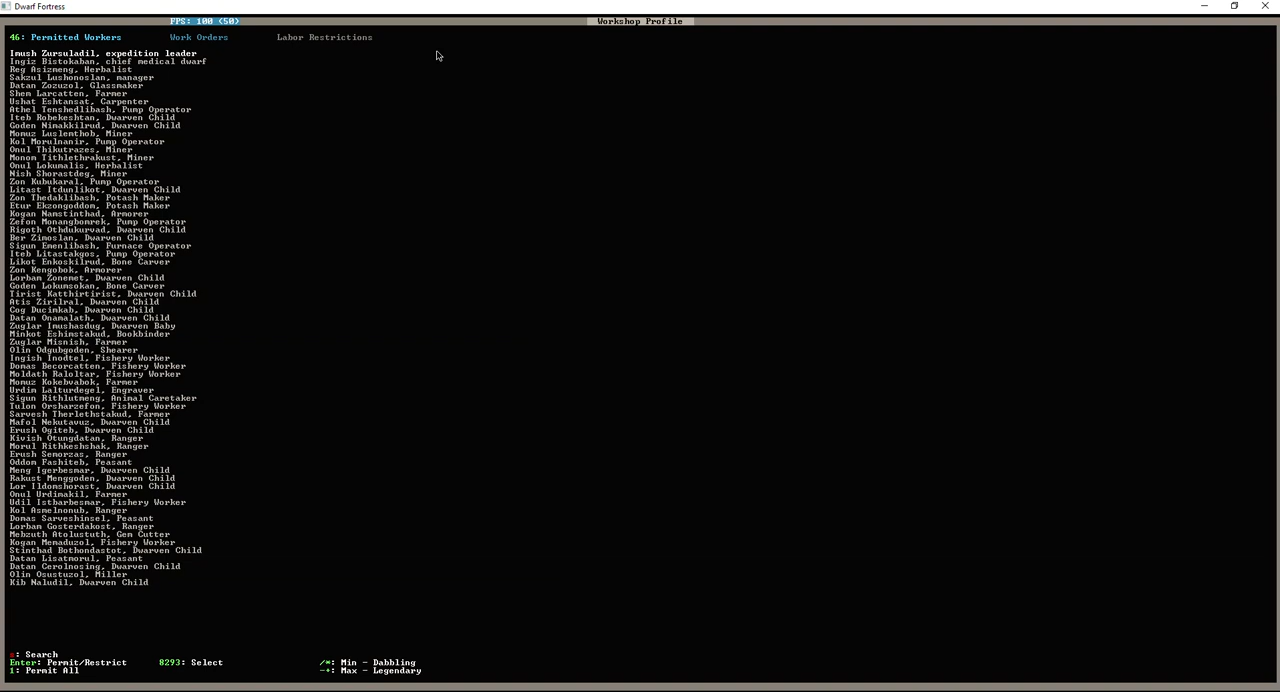 Dwarf Fortress
FPS: 100 (50)
Workshop Profile
46: Permitted Workers Work Orders Labor Restrictions
Imush Zursuladil, expedition leader
Ingiz Bistokaban, chief medical dwarf
Reg Asizmeng, Herbalist
Sakzul Lushonoslan, manager
Datan Zozuzol, Glassmaker
Shem Larcatten, Farmer
Ushat Eshtansat, Carpenter
Athel Tenshedlibash, Pump Operator
Iteb Robekeshtan, Dwarven Child
Goden Nimakkilrud, Dwarven Child
Momuz Luslemthob, Miner
Kol Morulnanir, Pump Operator
Onul Thikutrazes, Miner
Monom Tithlethrakust, Miner
Onul Lokumalis, Herbalist
Nish Shorastdeg, Miner
Zon Kubukaral, Pump Operator
Litast Itdunlikot, Dwarven Child
Zon Thedaklibash, Potash Maker
Etur Ekzongoddom, Potash Maker
Kogan Namstinthad, Armorer
Zefon Monangbomrek, Pump Operator
Rigoth Othdukurvad, Dwarven Child
Ber Zimoslan, Dwarven Child
Sigun Emenlibash, Furnace Operator
Iteb Litastakgos, Pump Operator
Likot Enkoskilrud, Bone Carver
Zon Kengobok, Armorer
Lorbam Zonemet, Dwarven Child
Goden Lokumsokan, Bone Carver
Tirist Katthirtirist, Dwarven Child
Atis Zirilral, Dwarven Child
Cog Ducimkab, Dwarven Child
Datan Onamalath, Dwarven Child
Zuglar Imushasdug, Dwarven Baby
Minkot Eshimstakud, Bookbinder
Zuglar Misnish, Farmer
Olin Odgubgoden, Shearer
Ingish Inodtel, Fishery Worker
Domas Becorcatten, Fishery Worker
Moldath Raloltar, Fishery Worker
Momuz Kokebvabok, Farmer
Urdim Lalturdegel, Engraver
Sigun Rithlutmeng, Animal Caretaker
Tulon Orsharzefon, Fishery Worker
Sarvesh Therlethstakud, Farmer
Mafol Nekutavuz, Dwarven Child
Erush Ogiteb, Dwarven Child
Kivish Otungdatan, Ranger
Morul Rithkeshshak, Ranger
Erush Semorzas, Ranger
Oddom Fashiteb, Peasant
Meng Igerbesmar, Dwarven Child
Rakust Menggoden, Dwarven Child
Lor Ildomshorast, Dwarven Child
Onul Urdimakil, Farmer
Udil Istbarbesmar, Fishery Worker
Kol Asmelnonub, Ranger
Domas Sarveshinsel, Peasant
Lorbam Gosterdakost, Ranger
Mebzuth Atolustuth, Gem Cutter
Kogan Memaduzol, Fishery Worker
Stinthad Bothondastot, Dwarven Child
Datan Lisatmorul, Peasant
Datan Cerolnosing, Dwarven Child
Olin Osustuzol, Miller
Kib Naludil, Dwarven Child
s: Search
Enter: Permit/Restrict 8293: Select /*: Min - Dabbling
1: Permit All -+: Max - Legendary